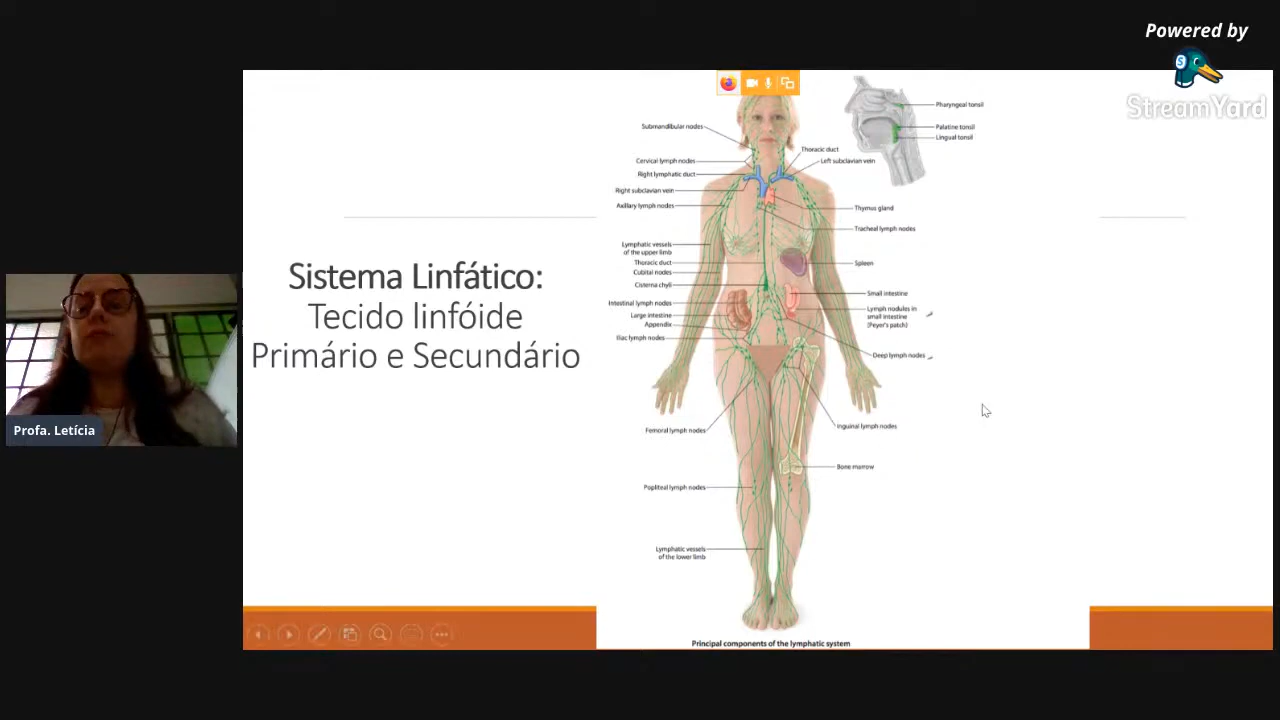 Powered by
StreamYard
Sistema Linfático:
Tecido linfóide
Primário e Secundário
Profa. Letícia
Submandibular nodes
Cervical lymph nodes
Right lymphatic duct
Right subclavian vein
Axillary lymph nodes
Lymphatic vessels
of the upper limb
Thoracic duct
Cubital nodes
Cisterna chyli
Intestinal lymph nodes
Large intestine
Appendix
Iliac lymph nodes
Femoral lymph nodes
Popliteal lymph nodes
Lymphatic vessels
of the lower limb
Pharyngeal tonsil
Palatine tonsil
Lingual tonsil
Thoracic duct
Left subclavian vein
Thymus gland
Tracheal lymph nodes
Spleen
Small intestine
Lymph nodules in
small intestine
(Peyer's patch)
Deep lymph nodes
Inguinal lymph nodes
Bone marrow
Principal components of the lymphatic system